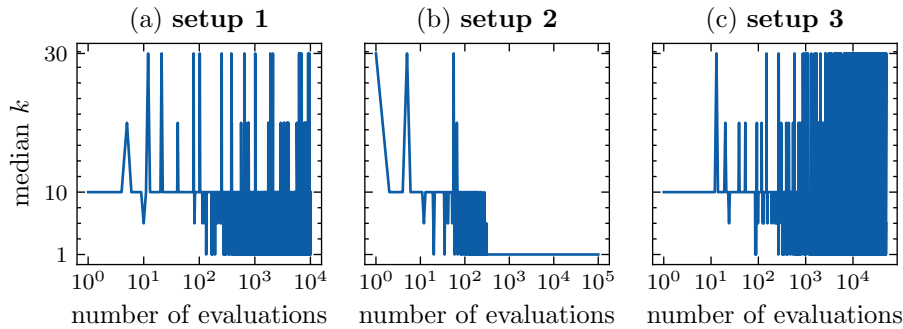 (a) setup 1
(b) setup 2
(c) setup 3
median k
30
10
1
10^0 10^1 10^2 10^3 10^4
10^0 10^1 10^2 10^3 10^4 10^5
10^0 10^1 10^2 10^3 10^4
number of evaluations
number of evaluations
number of evaluations